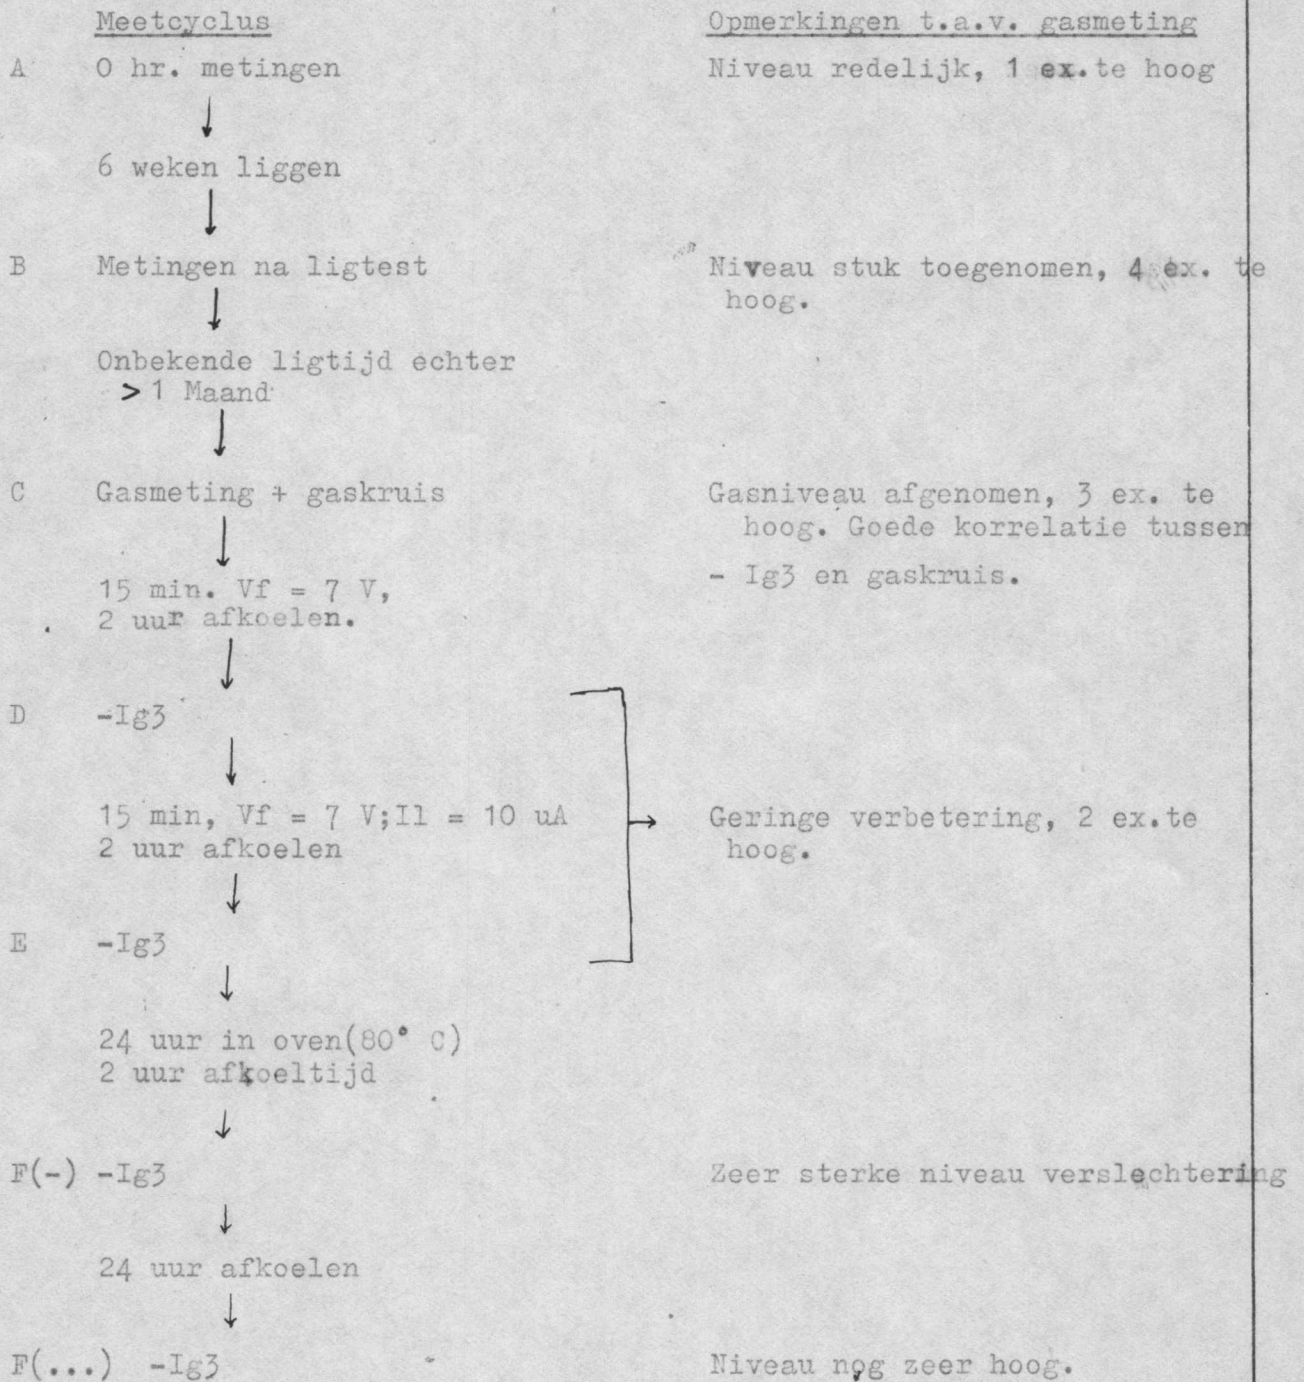 Meetcyclus Opmerkingen t.a.v. gasmeting
A 0 hr. metingen Niveau redelijk, 1 ex.te hoog
6 weken liggen
B Metingen na ligtest Niveau stuk toegenomen, 4 ex. te
hoog.
Onbekende ligtijd echter
> 1 Maand
C Gasmeting + gaskruis Gasniveau afgenomen, 3 ex. te
hoog. Goede korrelatie tussen
- Ig3 en gaskruis.
15 min. Vf = 7 V,
2 uur afkoelen.
D -Ig3
15 min, Vf = 7 V;Il = 10 uA Geringe verbetering, 2 ex.te
2 uur afkoelen hoog.
E -Ig3
24 uur in oven(80° C)
2 uur afkoeltijd
F(-) -Ig3 Zeer sterke niveau verslechtering
24 uur afkoelen
F(...) -Ig3 Niveau nog zeer hoog.